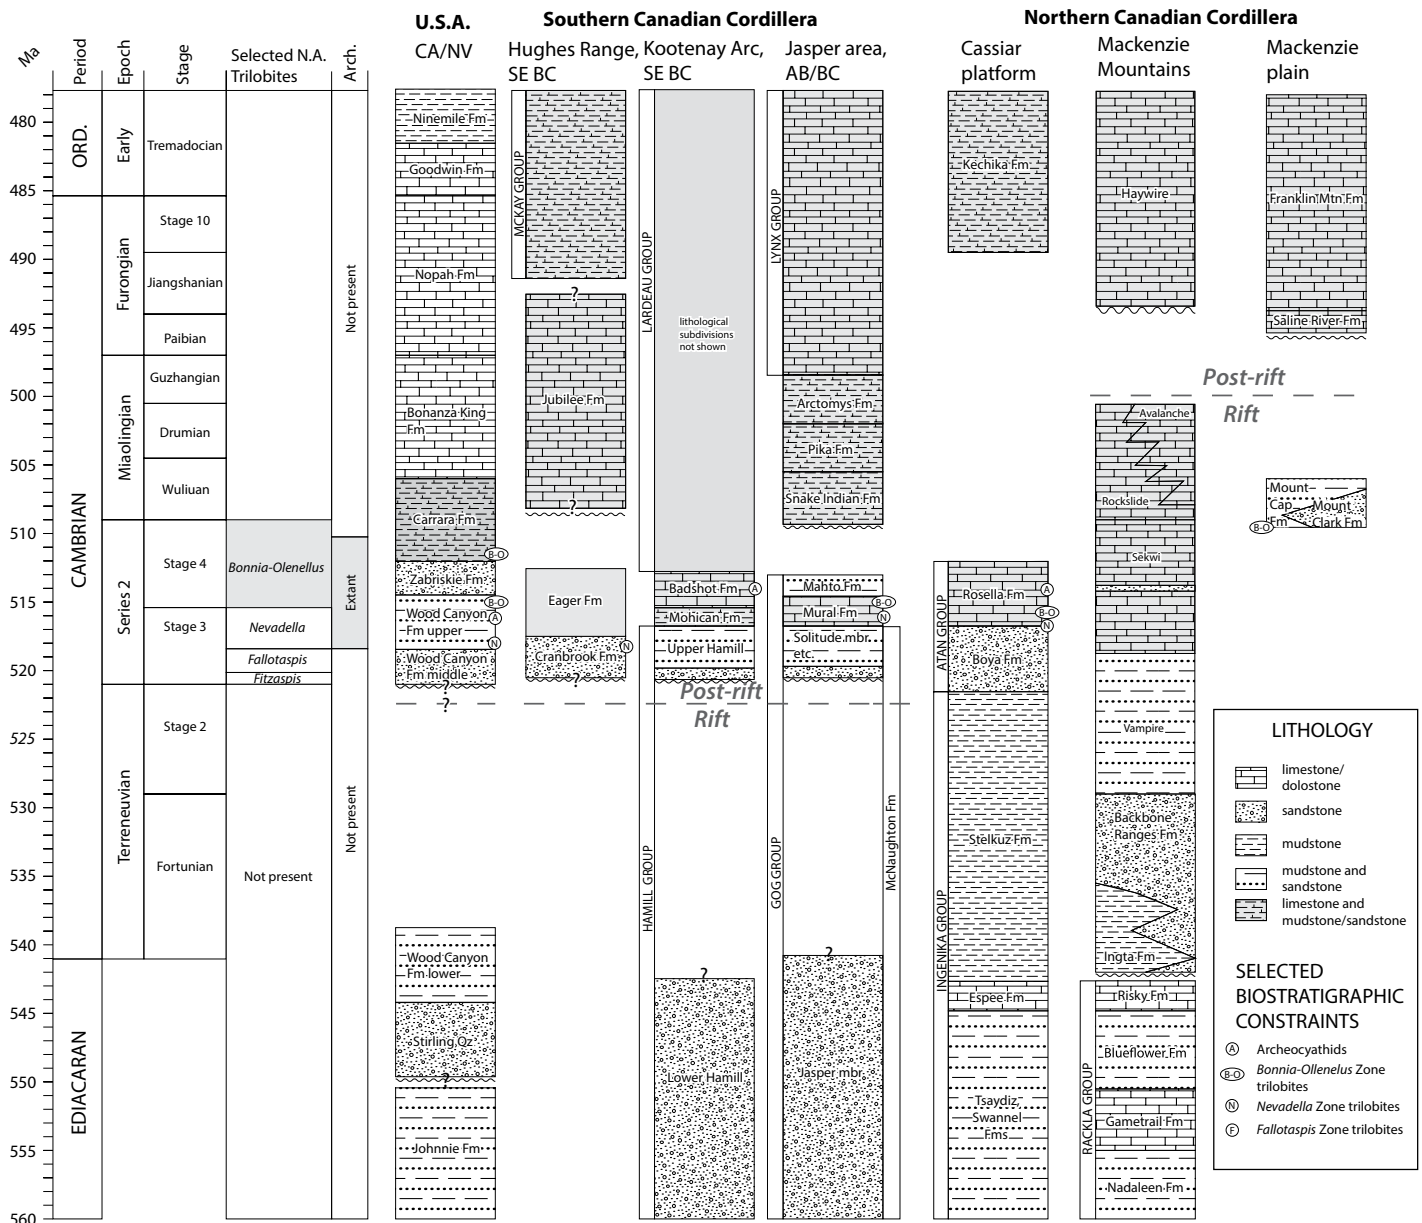 U.S.A.
Southern Canadian Cordillera
Northern Canadian Cordillera
Ma
Period
Epoch
Stage
Selected N.A.
Trilobites
Arch.
CA/NV
Hughes Range,
SE BC
Kootenay Arc,
SE BC
Jasper area,
AB/BC
Cassiar
platform
Mackenzie
Mountains
Mackenzie
plain
480
485
490
495
500
505
510
515
520
525
530
535
540
545
550
555
560
ORD.
CAMBRIAN
EDIACARAN
Early
Furongian
Miaolingian
Series 2
Terreneuvian
Tremadocian
Stage 10
Jiangshanian
Paibian
Guzhangian
Drumian
Wuliuan
Stage 4
Stage 3
Stage 2
Fortunian
Bonnia-Olenellus
Nevadella
Fallotaspis
Fitzaspis
Not present
Not present
Extant
Not present
Ninemile Fm
Goodwin Fm
Nopah Fm
Bonanza King
Fm
Carrara Fm
B-O
Zabriskie Fm
B-O
Wood Canyon
Fm upper
A
N
Wood Canyon
Fm middle
?
?
Wood Canyon
Fm lower
Stirling Qz
?
Johnnie Fm
MCKAY GROUP
?
Jubilee Fm
?
Eager Fm
Cranbrook Fm
N
?
LARDEAU GROUP
lithological
subdivisions
not shown
Badshot Fm
A
Mohican Fm
Upper Hamill
HAMILL GROUP
?
Lower Hamill
Post-rift
Rift
LYNX GROUP
Arctomys Fm
Pika Fm
Snake Indian Fm
Mahto Fm
B-O
Mural Fm
N
Solitude mbr.
etc.
GOG GROUP
McNaughton Fm
?
Jasper mbr
Kechika Fm
ATAN GROUP
Rosella Fm
A
B-O
N
Boya Fm
INGENIKA GROUP
Stelkuz Fm
Espee Fm
Tsaydiz,
Swannel
Fms
Haywire
Post-rift
Rift
Avalanche
Rockslide
Sekwi
Vampire
Backbone
Ranges Fm
Ingta Fm
RACKLA GROUP
Risky Fm
Blueflower Fm
Gametrail Fm
Nadaleen Fm
Franklin Mtn Fm
Saline River Fm
Mount
Cap
Fm
Mount
Clark Fm
B-O
LITHOLOGY
limestone/
dolostone
sandstone
mudstone
mudstone and
sandstone
limestone and
mudstone/sandstone
SELECTED
BIOSTRATIGRAPHIC
CONSTRAINTS
A Archeocyathids
B-O Bonnia-Ollenelus Zone
trilobites
N Nevadella Zone trilobites
F Fallotaspis Zone trilobites